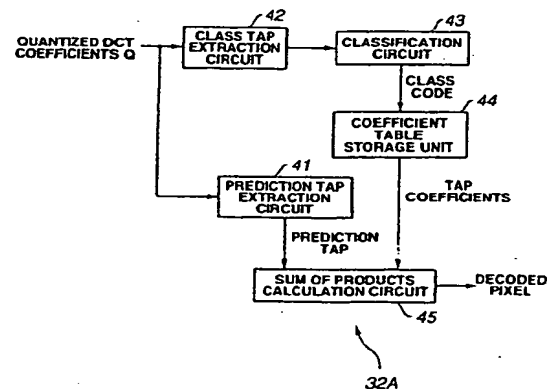 42
CLASS TAP
EXTRACTION
CIRCUIT
43
CLASSIFICATION
CIRCUIT
QUANTIZED DCT
COEFFICIENTS Q
CLASS
CODE
44
COEFFICIENT
TABLE
STORAGE UNIT
41
PREDICTION TAP
EXTRACTION
CIRCUIT
TAP
COEFFICIENTS
PREDICTION
TAP
SUM OF PRODUCTS
CALCULATION CIRCUIT
DECODED
PIXEL
45
32A